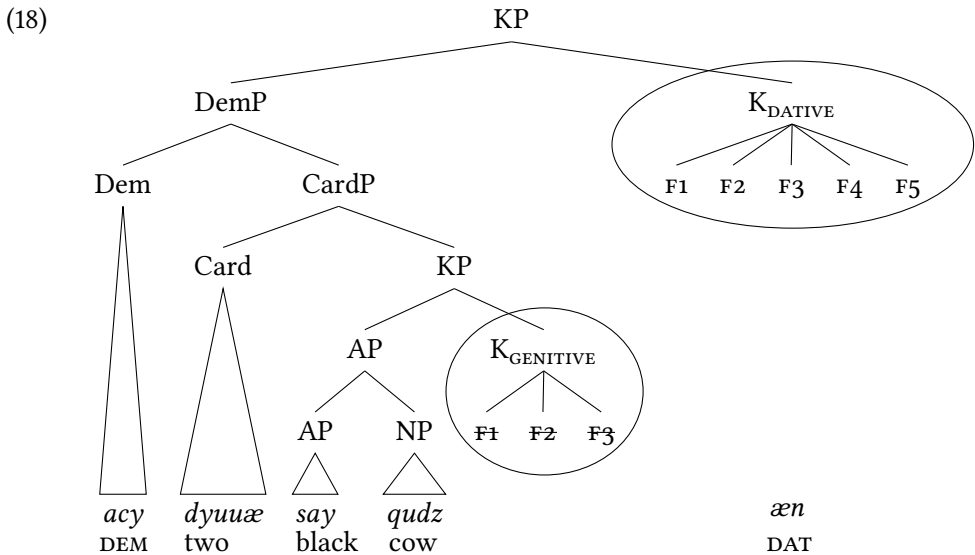 (18) KP
DemP K_DATIVE
Dem CardP F1 F2 F3 F4 F5
Card KP
AP K_GENITIVE
AP NP F1 F2 F3
acy dyuuæ say qudz æn
DEM two black cow DAT